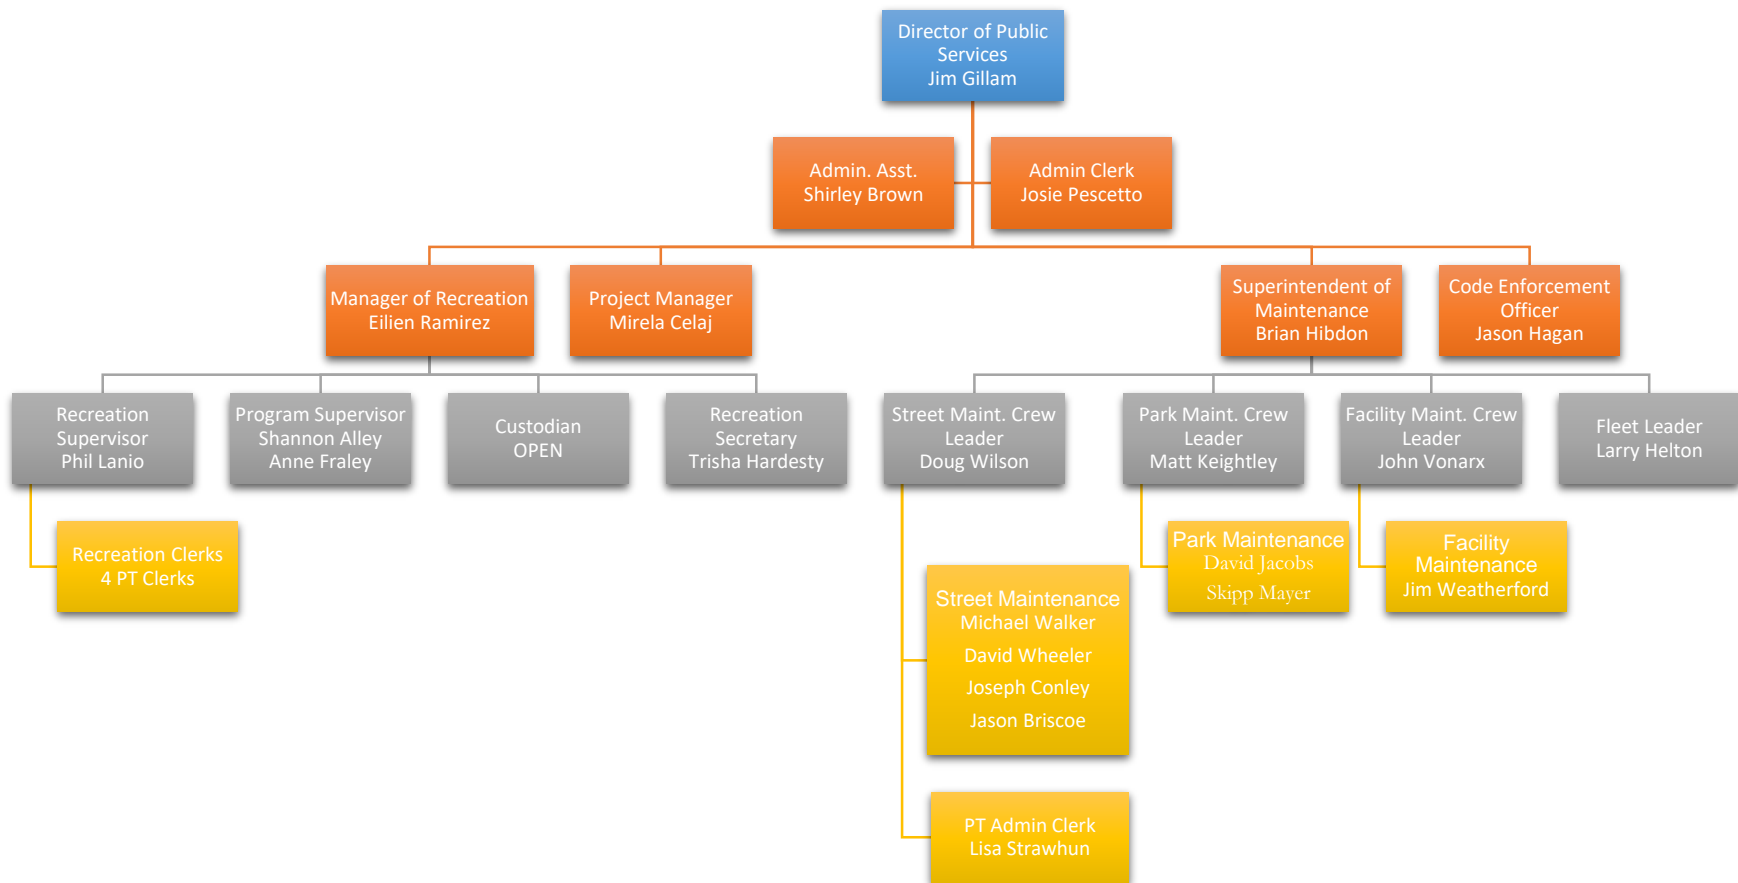 Director of Public
Services
Jim Gillam
Admin. Asst.
Shirley Brown
Admin Clerk
Josie Pescetto
Manager of Recreation
Eilien Ramirez
Project Manager
Mirela Celaj
Superintendent of
Maintenance
Brian Hibdon
Code Enforcement
Officer
Jason Hagan
Recreation
Supervisor
Phil Lanio
Program Supervisor
Shannon Alley
Anne Fraley
Custodian
OPEN
Recreation
Secretary
Trisha Hardesty
Street Maint. Crew
Leader
Doug Wilson
Park Maint. Crew
Leader
Matt Keightley
Facility Maint. Crew
Leader
John Vonarx
Fleet Leader
Larry Helton
Recreation Clerks
4 PT Clerks
Street Maintenance
Michael Walker
David Wheeler
Joseph Conley
Jason Briscoe
Park Maintenance
David Jacobs
Skipp Mayer
Facility
Maintenance
Jim Weatherford
PT Admin Clerk
Lisa Strawhun